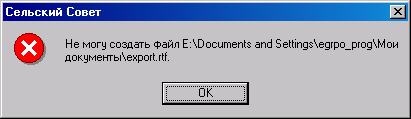 Сельский Совет
Не могу создать файл E:\Documents and Settings\egrpo_prog\Мои
документы\export.rtf.
OK